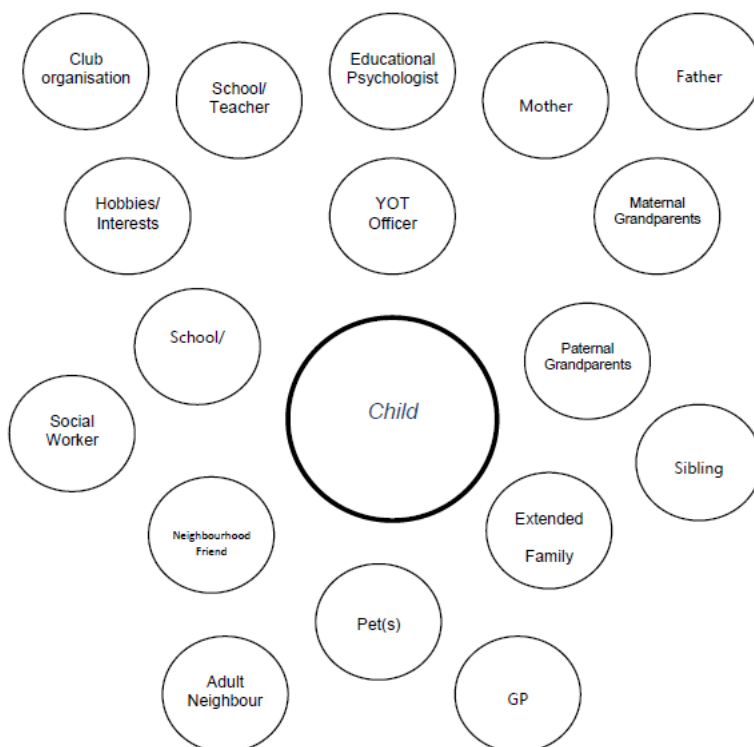 Club
organisation
School/
Teacher
Educational
Psychologist
Mother
Father
Hobbies/
Interests
YOT
Officer
Maternal
Grandparents
School/
Child
Paternal
Grandparents
Social
Worker
Sibling
Neighbourhood
Friend
Extended
Family
Pet(s)
Adult
Neighbour
GP